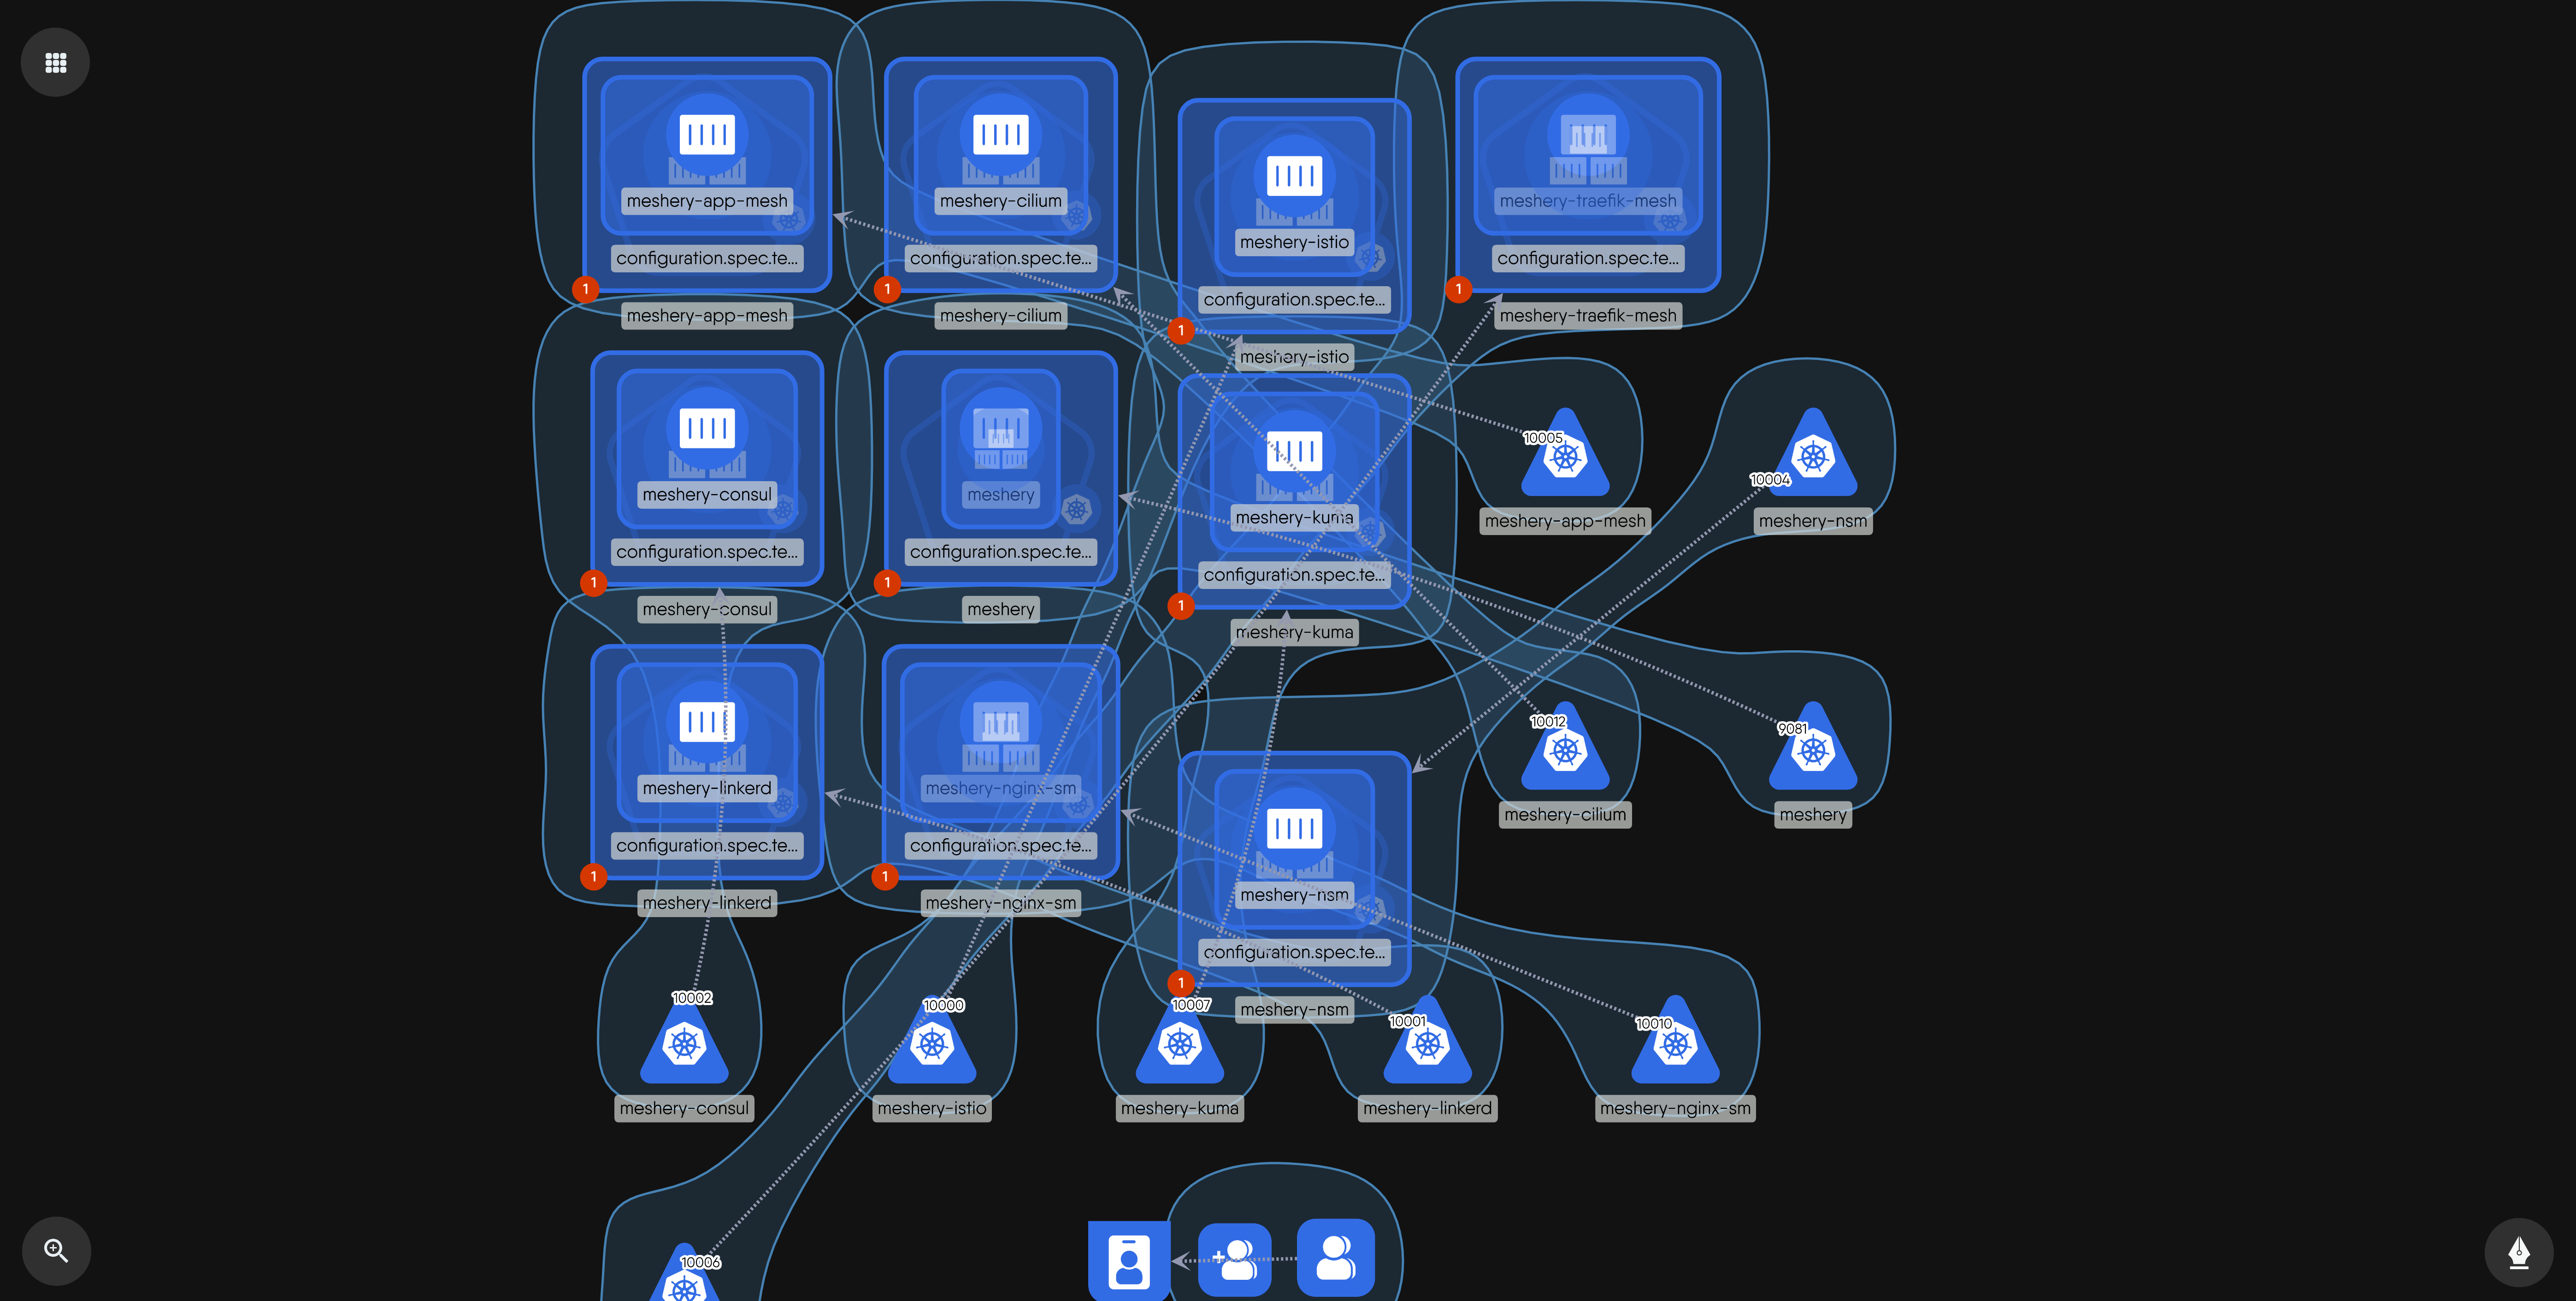 meshery-app-mesh
configuration.spec.te...
1
meshery-app-mesh
meshery-cilium
configuration.spec.te...
1
meshery-cilium
meshery-istio
configuration.spec.te...
1
meshery-istio
meshery-traefik-mesh
configuration.spec.te...
1
meshery-traefik-mesh
meshery-consul
configuration.spec.te...
1
meshery-consul
meshery
configuration.spec.te...
1
meshery
meshery-kuma
configuration.spec.te...
1
meshery-kuma
10005
meshery-app-mesh
10004
meshery-nsm
meshery-linkerd
configuration.spec.te...
1
meshery-linkerd
meshery-nginx-sm
configuration.spec.te...
1
meshery-nginx-sm
meshery-nsm
configuration.spec.te...
1
meshery-nsm
10012
meshery-cilium
9081
meshery
10002
meshery-consul
10000
meshery-istio
10007
meshery-kuma
10001
meshery-linkerd
10010
meshery-nginx-sm
10006